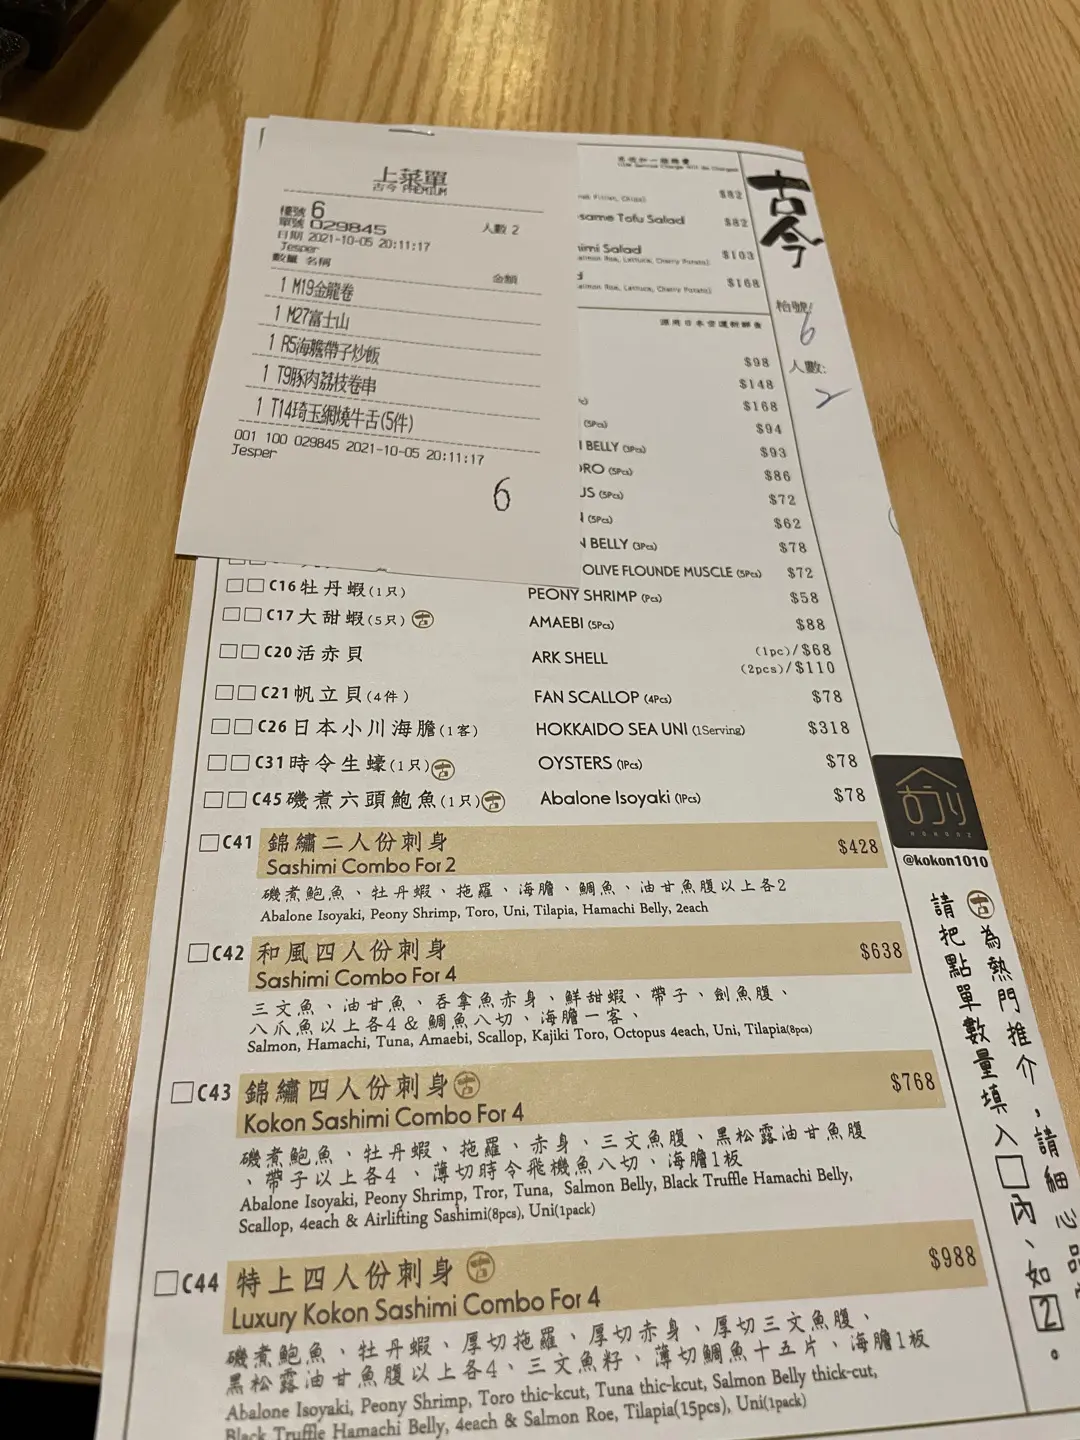 上菜單
古今 PREMIUM
檯號 6
單號 029845
人數 2
日期 2021-10-05 20:11:17
Jesper
數量 名稱
金額
1 M19金龍卷
1 M27富士山
1 R5海膽帶子炒飯
1 T9豚肉荔枝卷串
1 T14琦玉網燒牛舌(5件)
001 100 029845 2021-10-05 20:11:17
Jesper
6
$82
same Tofu Salad $82
Salad $103
$168
$98
$148
$168
(5Pcs) $94
BELLY (3Pcs) $93
(5Pcs) $86
(5Pcs) $72
(5Pcs) $62
BELLY (3Pcs) $78
OLIVE FLOUNDE MUSCLE (5Pcs) $72
C16 牡丹蝦(1只) PEONY SHRIMP (Pcs) $58
C17 大甜蝦(5只) 古 AMAEBI (5Pcs) $88
C20 活赤貝 ARK SHELL (1pc)/$68
(2pcs)/$110
C21 帆立貝(4件) FAN SCALLOP (4Pcs) $78
C26 日本小川海膽(1客) HOKKAIDO SEA UNI (1Serving) $318
C31 時令生蠔(1只) 古 OYSTERS (1Pcs) $78
C45 磯煮六頭鮑魚(1只) 古 Abalone Isoyaki (1Pcs) $78
C41 錦繡二人份刺身 $428
Sashimi Combo For 2
磯煮鮑魚、牡丹蝦、拖羅、海膽、鯛魚、油甘魚腹以上各2
Abalone Isoyaki, Peony Shrimp, Toro, Uni, Tilapia, Hamachi Belly, 2each
C42 和風四人份刺身 $638
Sashimi Combo For 4
三文魚、油甘魚、吞拿魚赤身、鮮甜蝦、帶子、劍魚腹、
八爪魚以上各4 & 鯛魚八切、海膽一客、
Salmon, Hamachi, Tuna, Amaebi, Scallop, Kajiki Toro, Octopus 4each, Uni, Tilapia(8pcs)
C43 錦繡四人份刺身 古 $768
Kokon Sashimi Combo For 4
磯煮鮑魚、牡丹蝦、拖羅、赤身、三文魚腹、黑松露油甘魚腹
、帶子以上各4、薄切時令飛機魚八切、海膽1板
Abalone Isoyaki, Peony Shrimp, Tror, Tuna, Salmon Belly, Black Truffle Hamachi Belly,
Scallop, 4each & Airlifting Sashimi(8pcs), Uni(1pack)
C44 特上四人份刺身 古 $988
Luxury Kokon Sashimi Combo For 4
磯煮鮑魚、牡丹蝦、厚切拖羅、厚切赤身、厚切三文魚腹、
黑松露油甘魚腹以上各4、三文魚籽、薄切鯛魚十五片、海膽1板
Abalone Isoyaki, Peony Shrimp, Toro thic-kcut, Tuna thic-kcut, Salmon Belly thick-cut,
Black Truffle Hamachi Belly, 4each & Salmon Roe, Tilapia(15pcs), Uni(1pack)
古今
枱號:
6
人數:
2
@kokon1010
古為熱門推介，請細心
請把點單數量填入□內、如2。